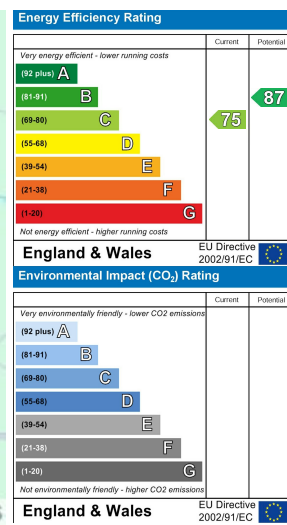 Energy Efficiency Rating
Current Potential
Very energy efficient - lower running costs
(92 plus) A
(81-91) B
(69-80) C
(55-68) D
(39-54) E
(21-38) F
(1-20) G
75
87
Not energy efficient - higher running costs
England & Wales
EU Directive
2002/91/EC
Environmental Impact (CO₂) Rating
Current Potential
Very environmentally friendly - lower CO2 emissions
(92 plus) A
(81-91) B
(69-80) C
(55-68) D
(39-54) E
(21-38) F
(1-20) G
Not environmentally friendly - higher CO2 emissions
England & Wales
EU Directive
2002/91/EC